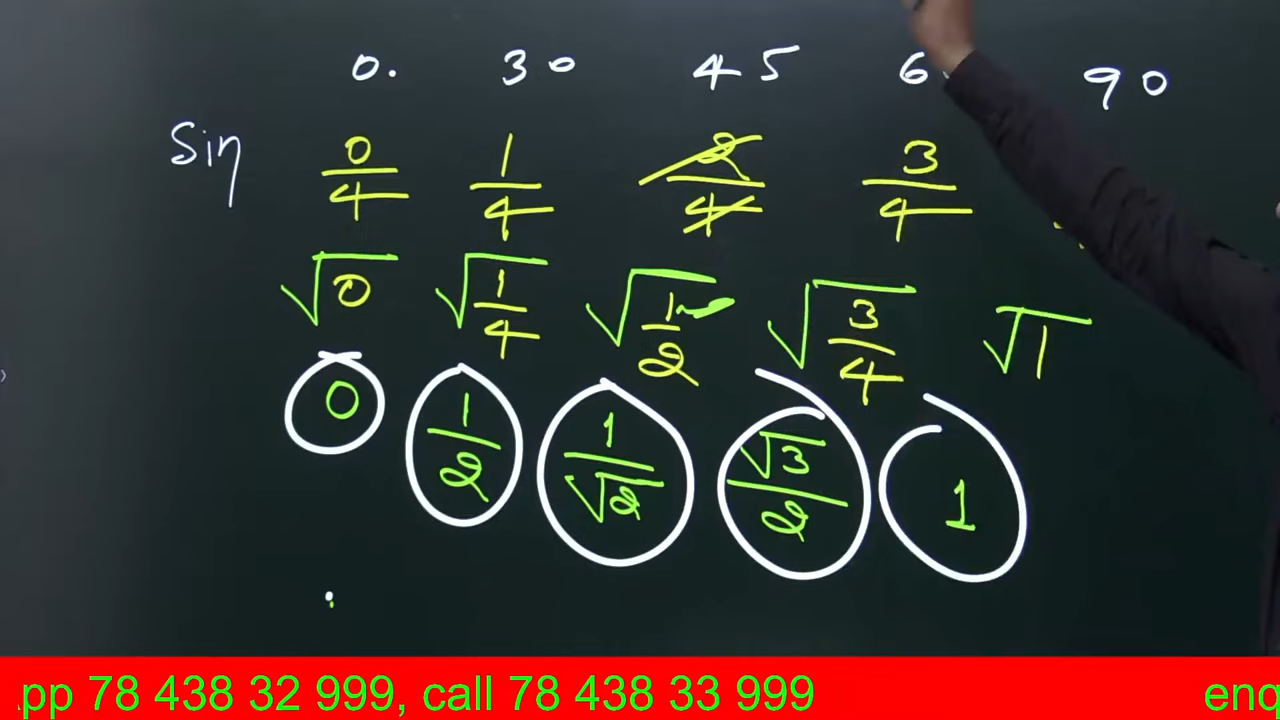 0. 30 45 6 90
Sin 0/4 1/4 2/4 3/4
√0 √1/4 √1/2 √3/4 √1
0 1/2 1/√2 √3/2 1
pp 78 438 32 999, call 78 438 33 999 enq